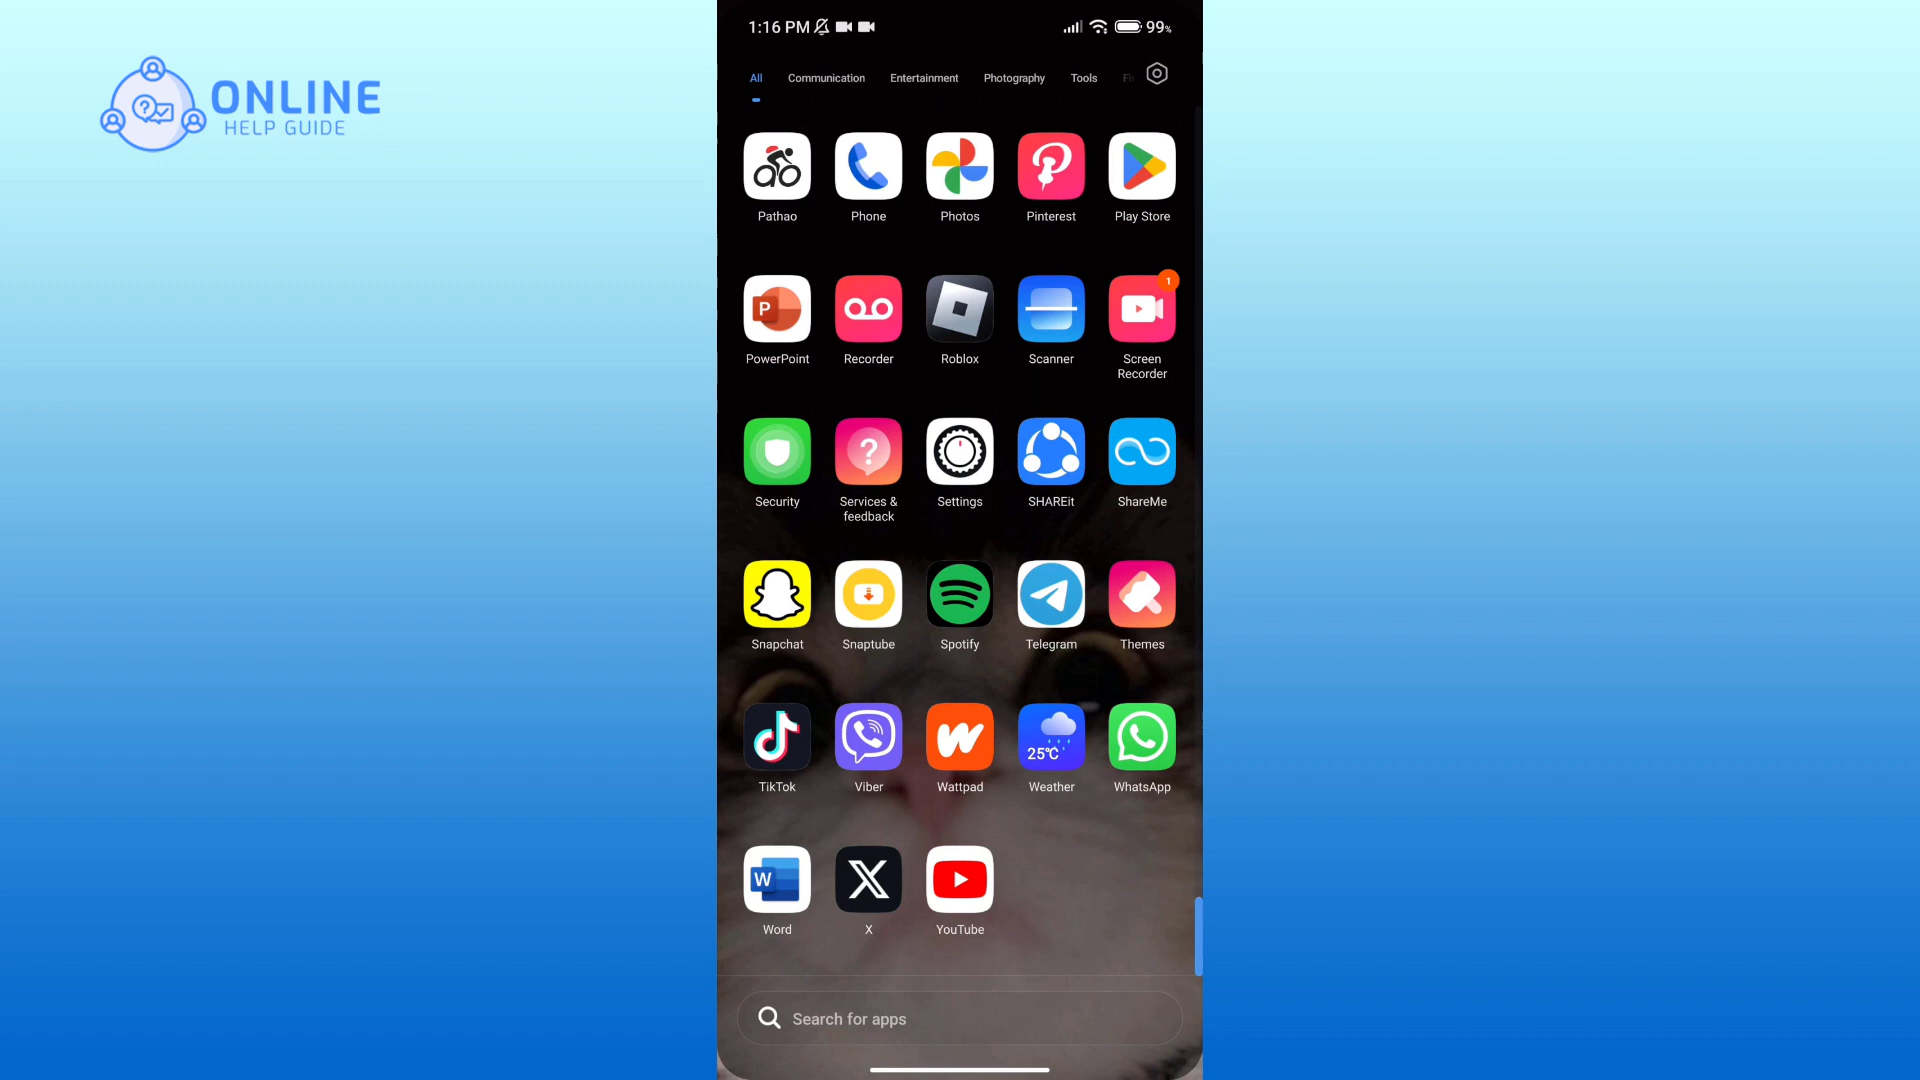 ONLINE
HELP GUIDE
1:16 PM 99%
All Communication Entertainment Photography Tools
Pathao Phone Photos Pinterest Play Store
1
PowerPoint Recorder Roblox Scanner Screen Recorder
Security Services & feedback Settings SHAREit ShareMe
Snapchat Snaptube Spotify Telegram Themes
25°C
TikTok Viber Wattpad Weather WhatsApp
Word X YouTube
Search for apps